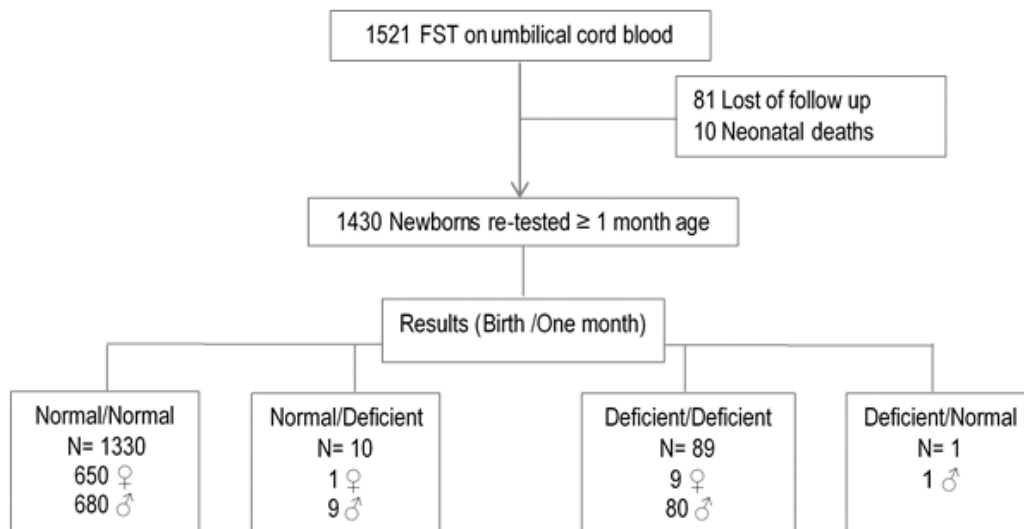 1521 FST on umbilical cord blood
81 Lost of follow up
10 Neonatal deaths
1430 Newborns re-tested ≥ 1 month age
Results (Birth /One month)
Normal/Normal
N= 1330
650 ♀
680 ♂
Normal/Deficient
N= 10
1 ♀
9 ♂
Deficient/Deficient
N= 89
9 ♀
80 ♂
Deficient/Normal
N= 1
1 ♂